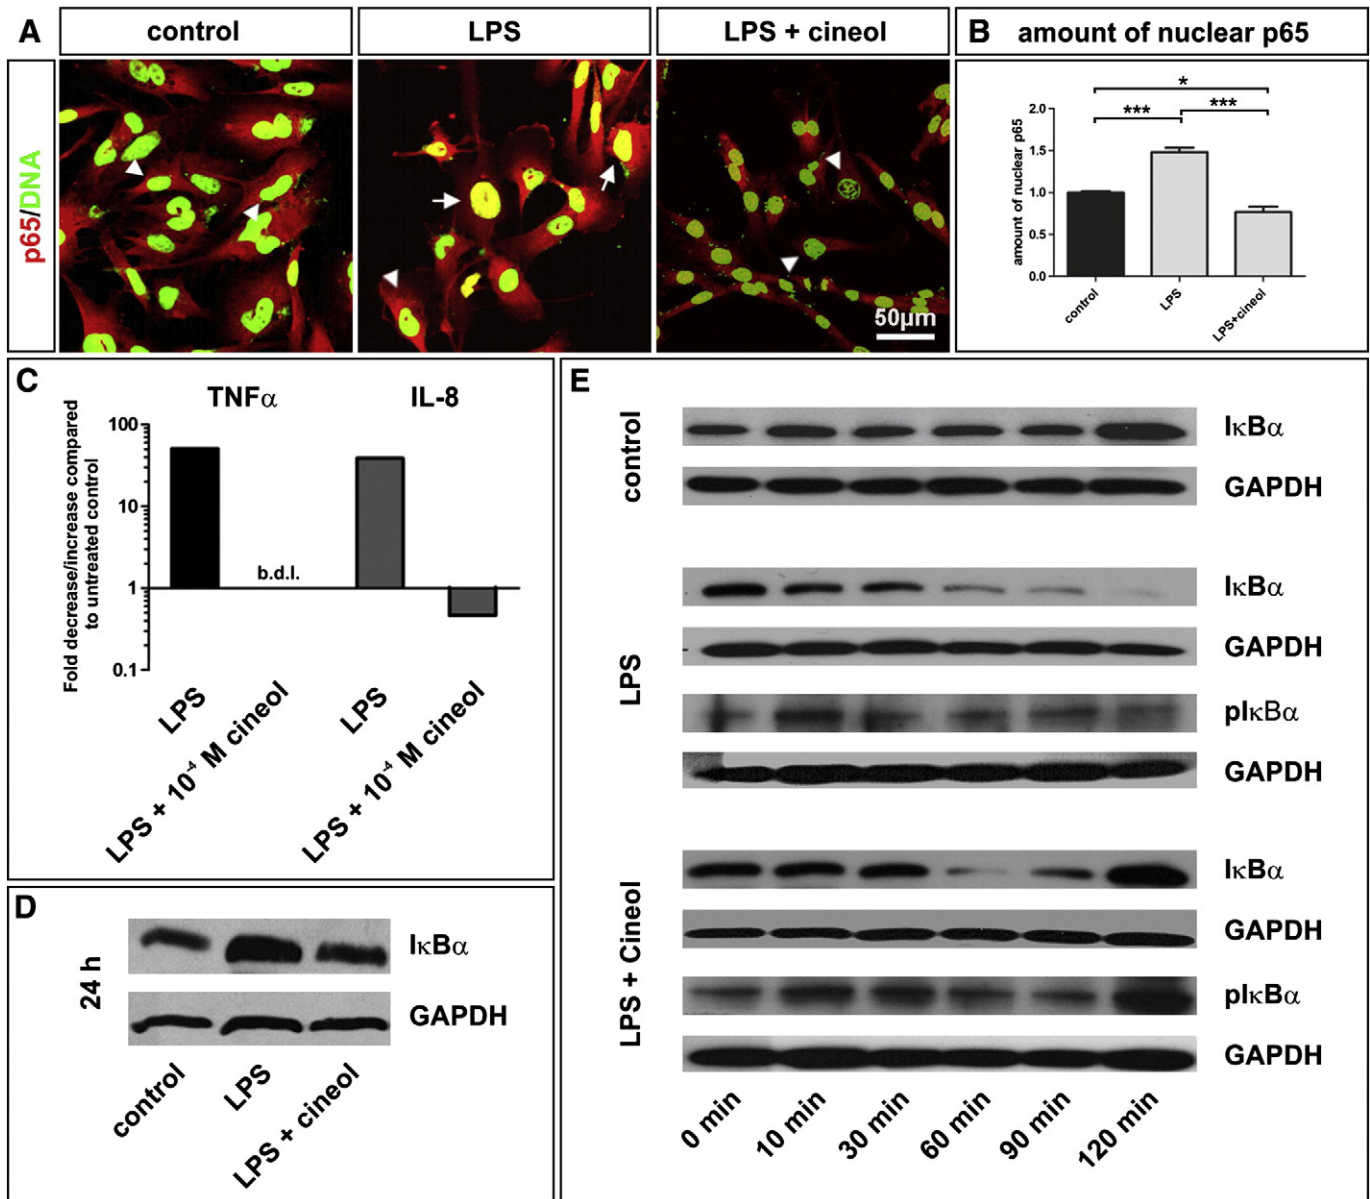 A
control
LPS
LPS + cineol
p65/DNA
50μm
B
amount of nuclear p65
amount of nuclear p65
2.0
1.5
1.0
0.5
0.0
*
***
***
control
LPS
LPS+cineol
C
TNFα
IL-8
Fold decrease/increase compared
to untreated control
100
10
1
0.1
b.d.l.
LPS
LPS + 10⁻⁴ M cineol
LPS
LPS + 10⁻⁴ M cineol
D
24 h
IκBα
GAPDH
control
LPS
LPS + cineol
E
control
IκBα
GAPDH
LPS
IκBα
GAPDH
pIκBα
GAPDH
LPS + Cineol
IκBα
GAPDH
pIκBα
GAPDH
0 min
10 min
30 min
60 min
90 min
120 min